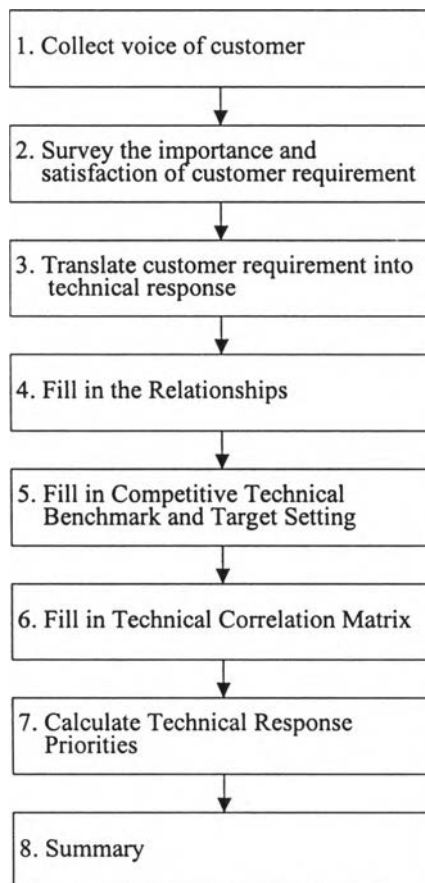 1. Collect voice of customer
2. Survey the importance and
satisfaction of customer requirement
3. Translate customer requirement into
technical response
4. Fill in the Relationships
5. Fill in Competitive Technical
Benchmark and Target Setting
6. Fill in Technical Correlation Matrix
7. Calculate Technical Response
Priorities
8. Summary